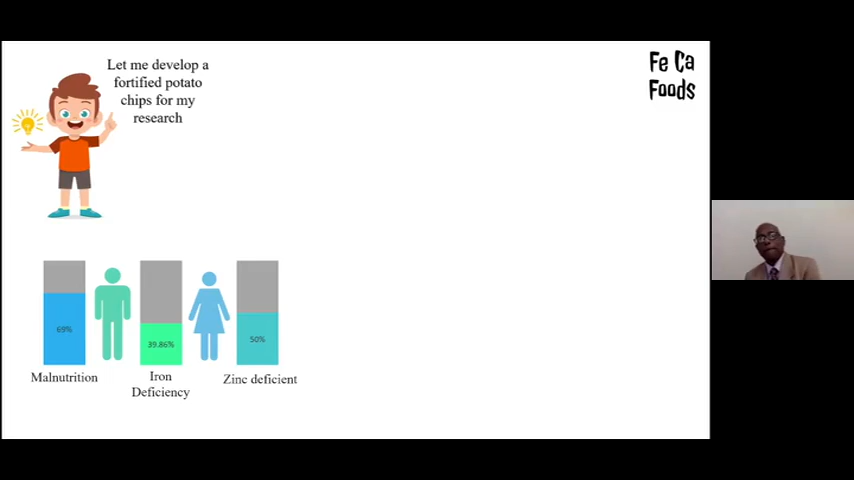 Let me develop a
fortified potato
chips for my
research
Fe Ca
Foods
69%
39.86%
50%
Malnutrition
Iron
Deficiency
Zinc deficient